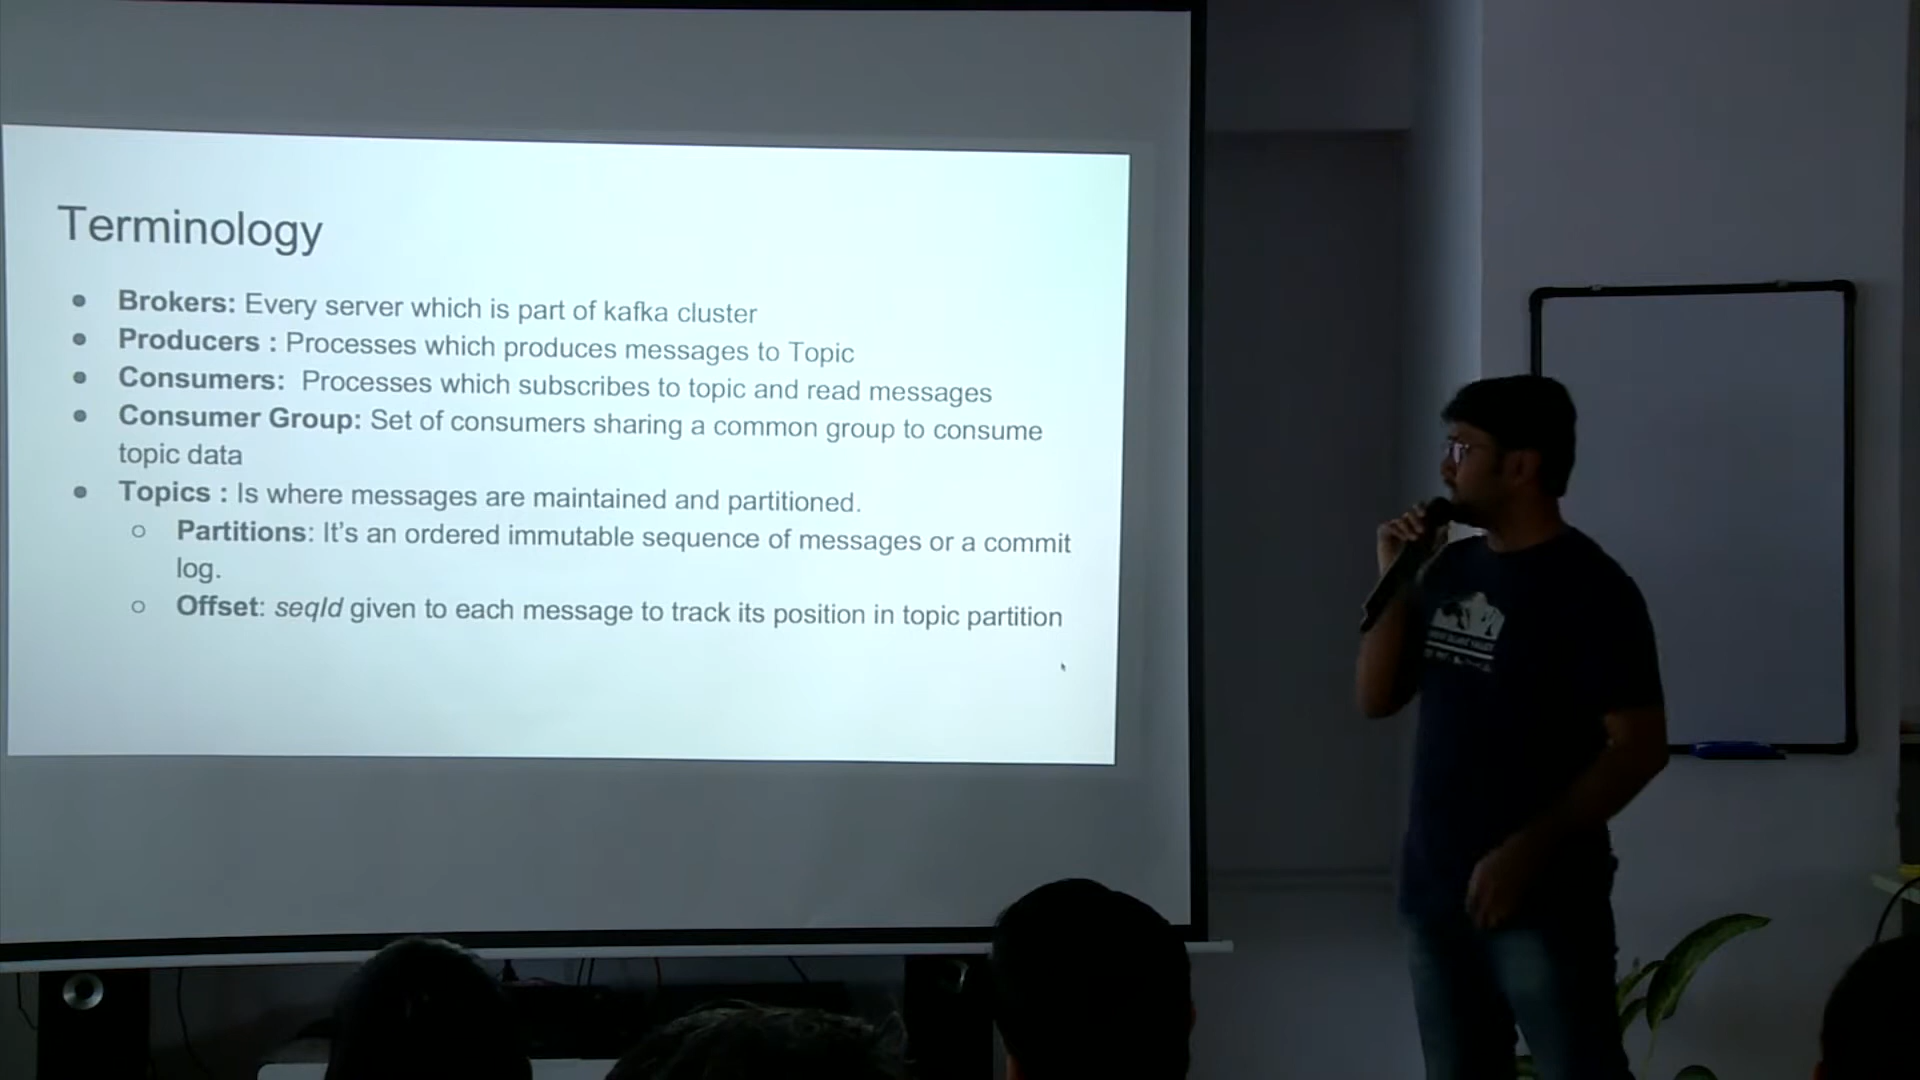 Terminology
● Brokers: Every server which is part of kafka cluster
● Producers : Processes which produces messages to Topic
● Consumers: Processes which subscribes to topic and read messages
● Consumer Group: Set of consumers sharing a common group to consume
topic data
● Topics : Is where messages are maintained and partitioned.
○ Partitions: It's an ordered immutable sequence of messages or a commit
log.
○ Offset: seqId given to each message to track its position in topic partition